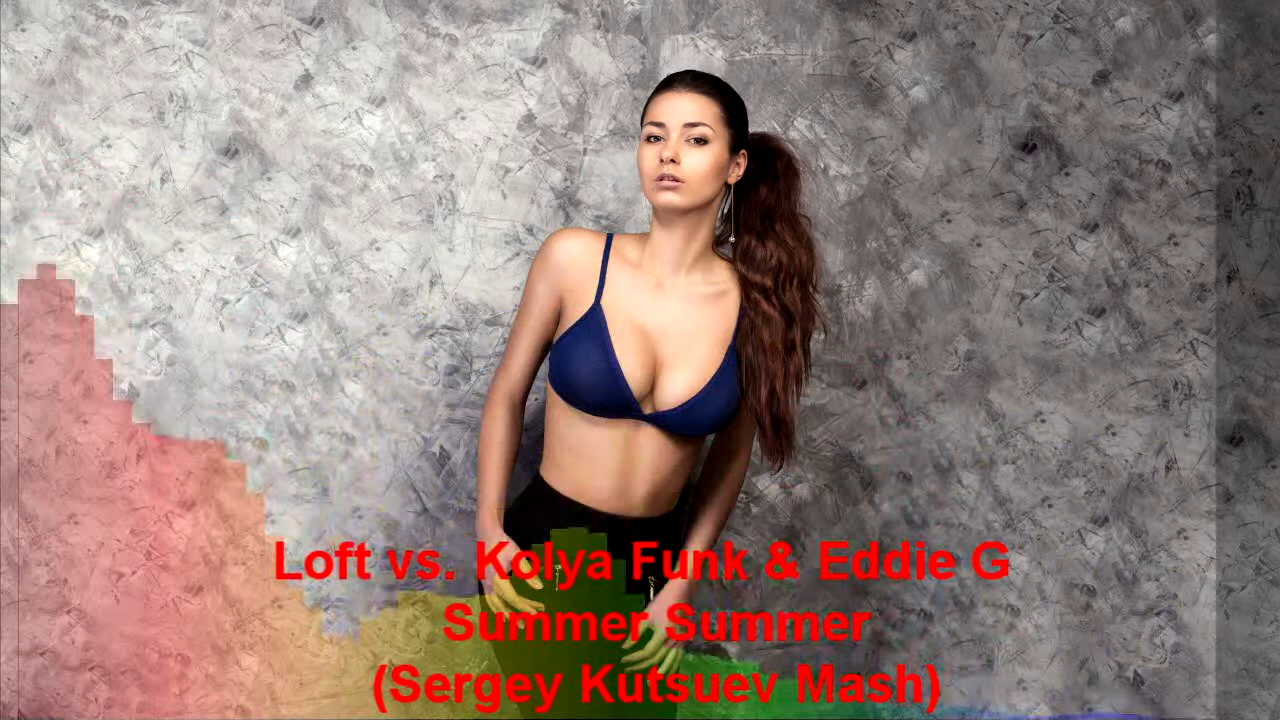 Loft vs. Kolya Funk & Eddie G
Summer Summer
(Sergey Kutsuev Mash)